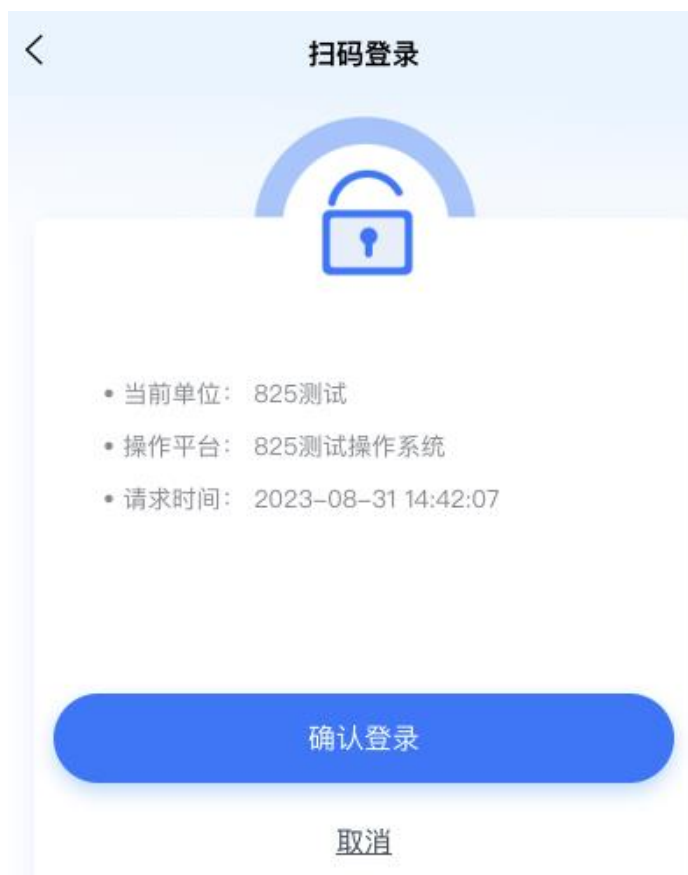 扫码登录
• 当前单位： 825测试
• 操作平台： 825测试操作系统
• 请求时间： 2023-08-31 14:42:07
确认登录
取消